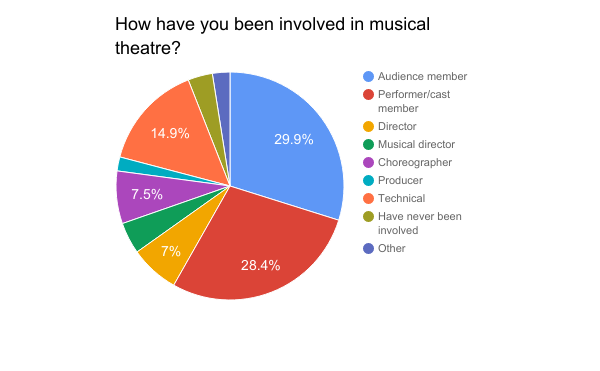 How have you been involved in musical
theatre?
Audience member
Performer/cast
member
Director
Musical director
Choreographer
Producer
Technical
Have never been
involved
Other
29.9%
28.4%
7%
7.5%
14.9%